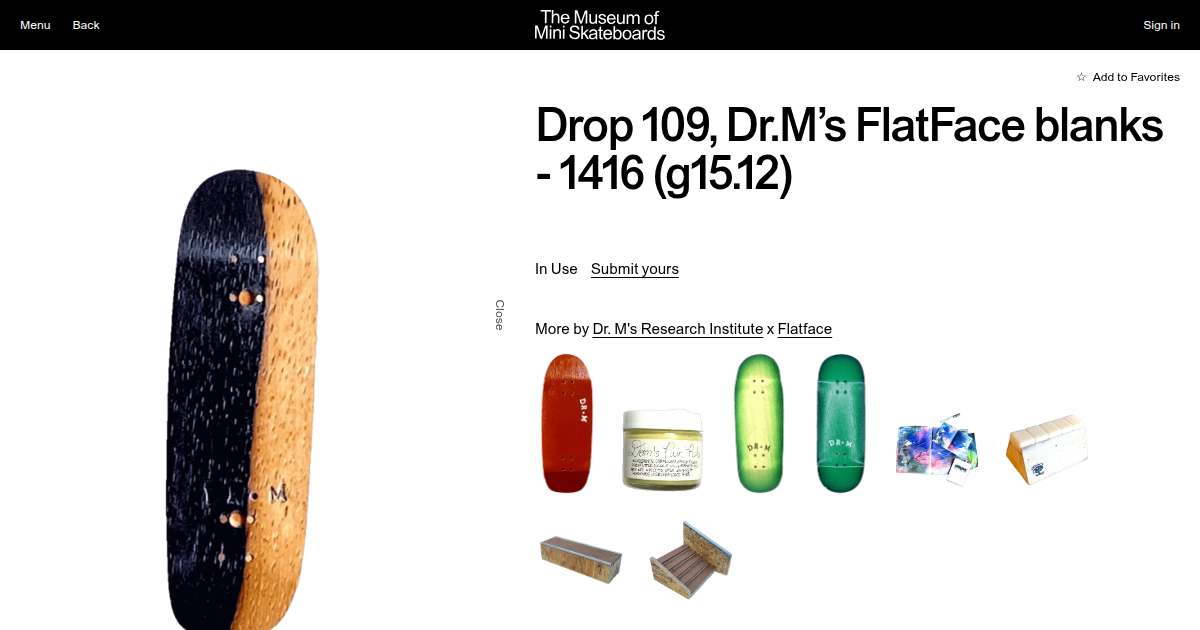 Menu
Back
The Museum of
Mini Skateboards
Sign in
☆ Add to Favorites
Drop 109, Dr.M’s FlatFace blanks
- 1416 (g15.12)
In Use
Submit yours
Close
More by Dr. M's Research Institute x Flatface
DR•M
DR•M
DR•M
M